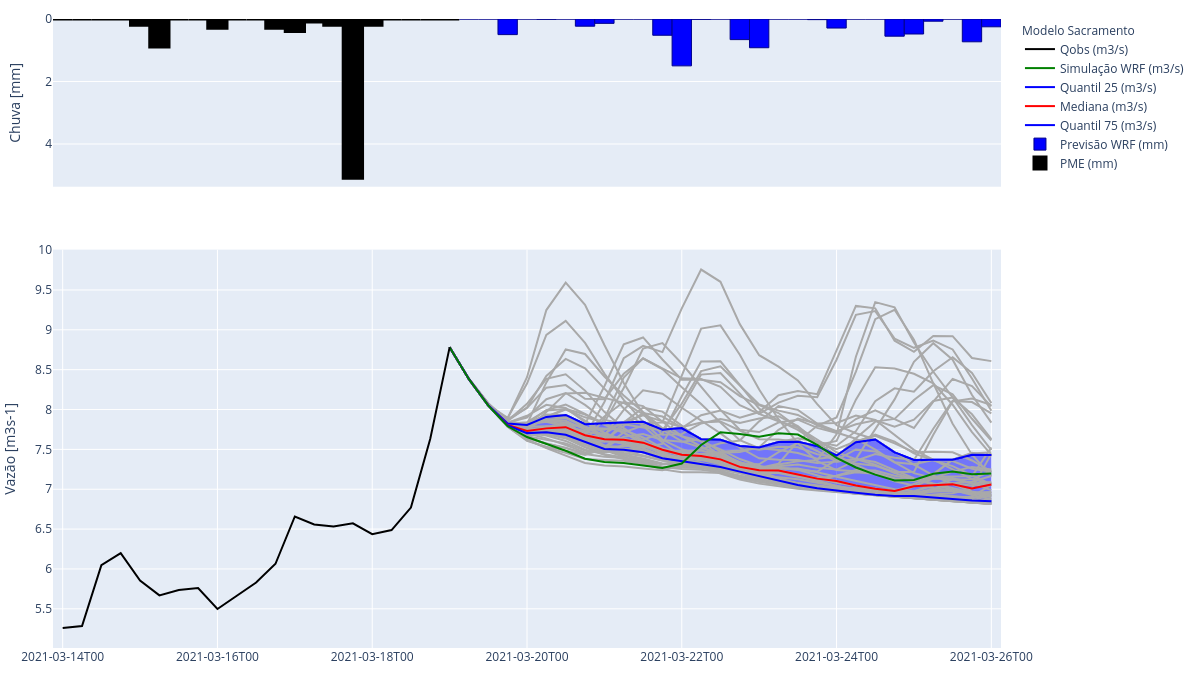 Chuva [mm]
0
2
4
Modelo Sacramento
Qobs (m3/s)
Simulação WRF (m3/s)
Quantil 25 (m3/s)
Mediana (m3/s)
Quantil 75 (m3/s)
Previsão WRF (mm)
PME (mm)
Vazão [m3s-1]
10
9.5
9
8.5
8
7.5
7
6.5
6
5.5
2021-03-14T00
2021-03-16T00
2021-03-18T00
2021-03-20T00
2021-03-22T00
2021-03-24T00
2021-03-26T00